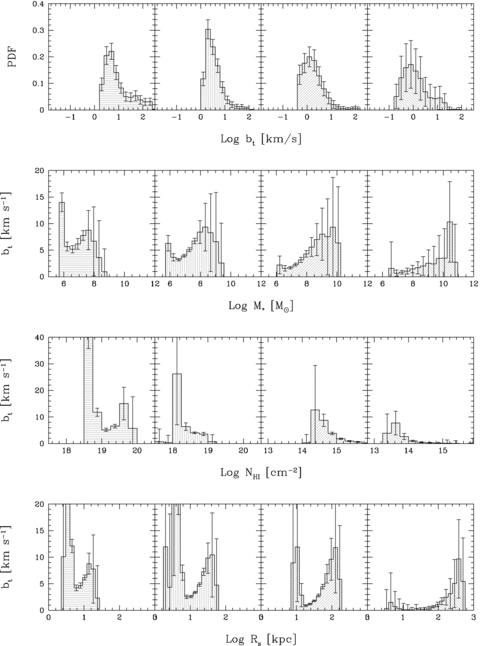 0.4
0.3
0.2
0.1
0
PDF
−1 0 1 2 −1 0 1 2 −1 0 1 2 −1 0 1 2
Log b_t [km/s]
20
15
10
5
0
b_t [km s⁻¹]
6 8 10 12 6 8 10 12 6 8 10 12 6 8 10 12
Log M_* [M_⊙]
40
30
20
10
0
b_t [km s⁻¹]
18 19 20 18 19 20 13 14 15 13 14 15
Log N_HI [cm⁻²]
20
15
10
5
0
b_t [km s⁻¹]
0 1 2 0 1 2 0 1 2 0 1 2 3
Log R_s [kpc]